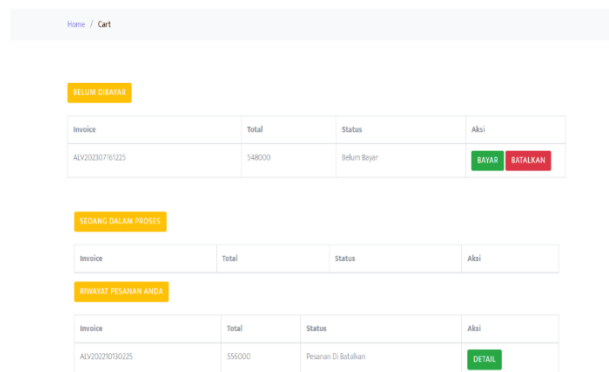 Home / Cart
BELUM DIBAYAR
Invoice Total Status Aksi
ALV202307161225 548000 Belum Bayar BAYAR BATALKAN
SEDANG DALAM PROSES
Invoice Total Status Aksi
RIWAYAT PESANAN ANDA
Invoice Total Status Aksi
ALV202210130225 556000 Pesanan Di Batalkan DETAIL